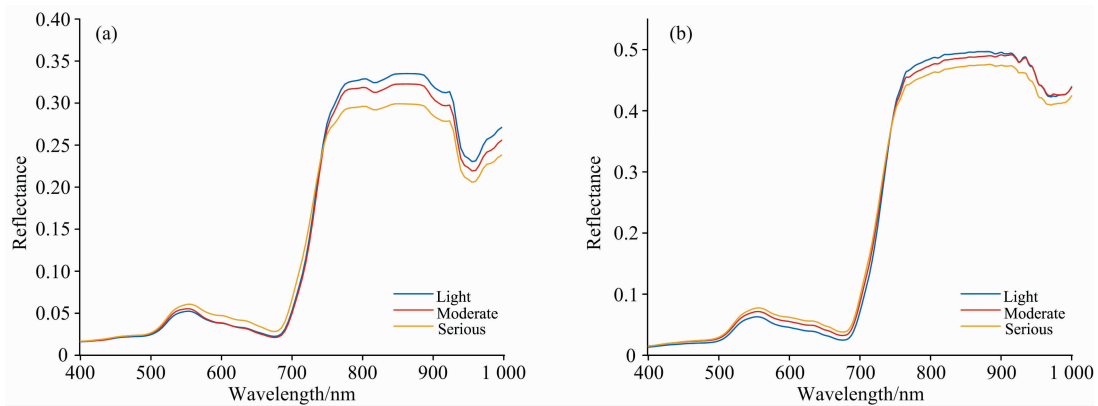 (a)
0.40
0.35
0.30
0.25
0.20
0.15
0.10
0.05
0
Reflectance
400 500 600 700 800 900 1 000
Wavelength/nm
Light
Moderate
Serious
(b)
0.5
0.4
0.3
0.2
0.1
0
Reflectance
400 500 600 700 800 900 1 000
Wavelength/nm
Light
Moderate
Serious